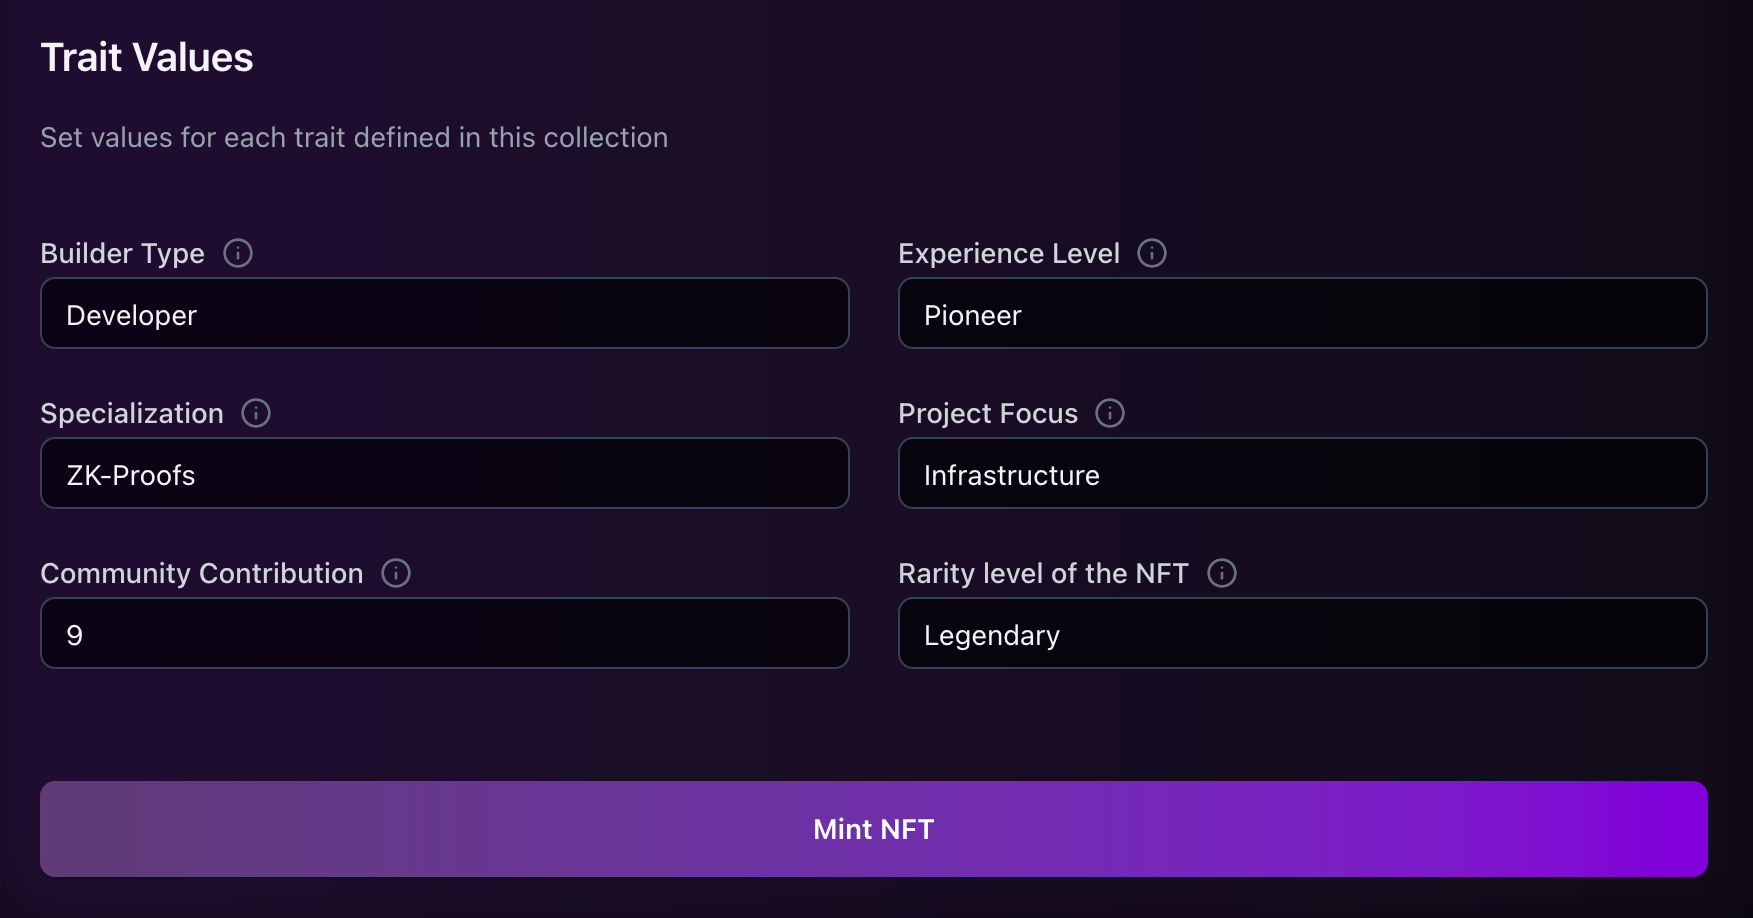 Trait Values
Set values for each trait defined in this collection
Builder Type
Developer
Experience Level
Pioneer
Specialization
ZK-Proofs
Project Focus
Infrastructure
Community Contribution
9
Rarity level of the NFT
Legendary
Mint NFT